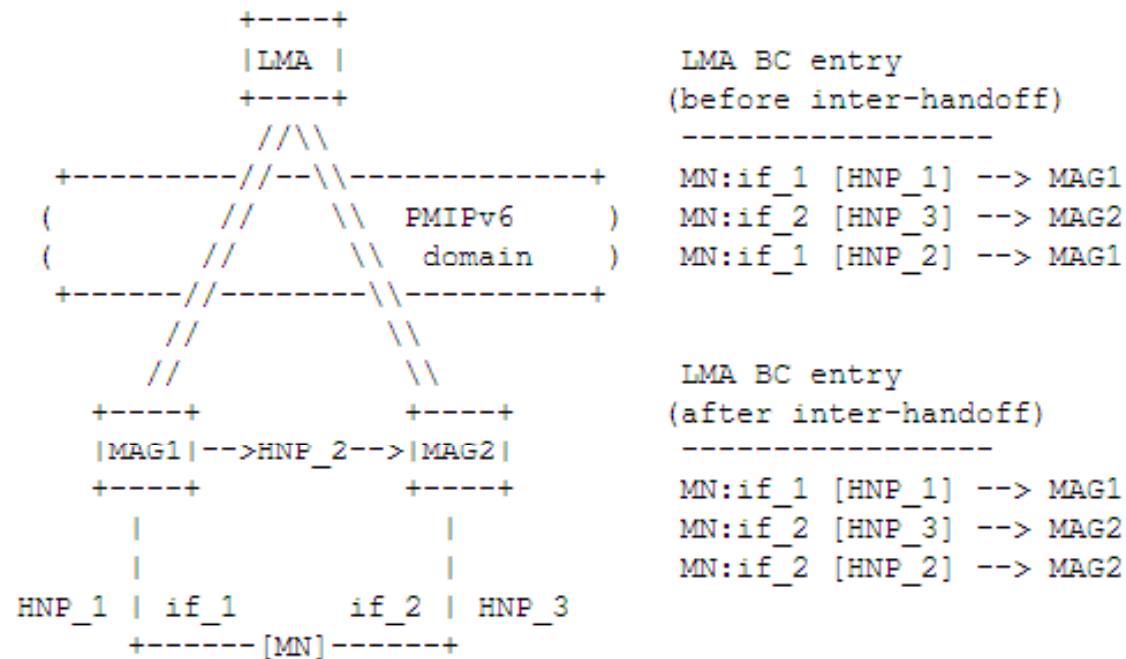 +----+
|LMA |                    LMA BC entry
+----+                   (before inter-handoff)
//\\                      -----------------
+---------//--\\-------------+    MN:if_1 [HNP_1] --> MAG1
(         //    \\  PMIPv6     )   MN:if_2 [HNP_3] --> MAG2
(        //      \\  domain    )   MN:if_1 [HNP_2] --> MAG1
+------//--------\\----------+
//          \\
//            \\              LMA BC entry
+----+            +----+        (after inter-handoff)
|MAG1|-->HNP_2-->|MAG2|         -----------------
+----+            +----+         MN:if_1 [HNP_1] --> MAG1
|                 |            MN:if_2 [HNP_3] --> MAG2
|                 |            MN:if_2 [HNP_2] --> MAG2
HNP_1 | if_1      if_2 | HNP_3
+------[MN]------+